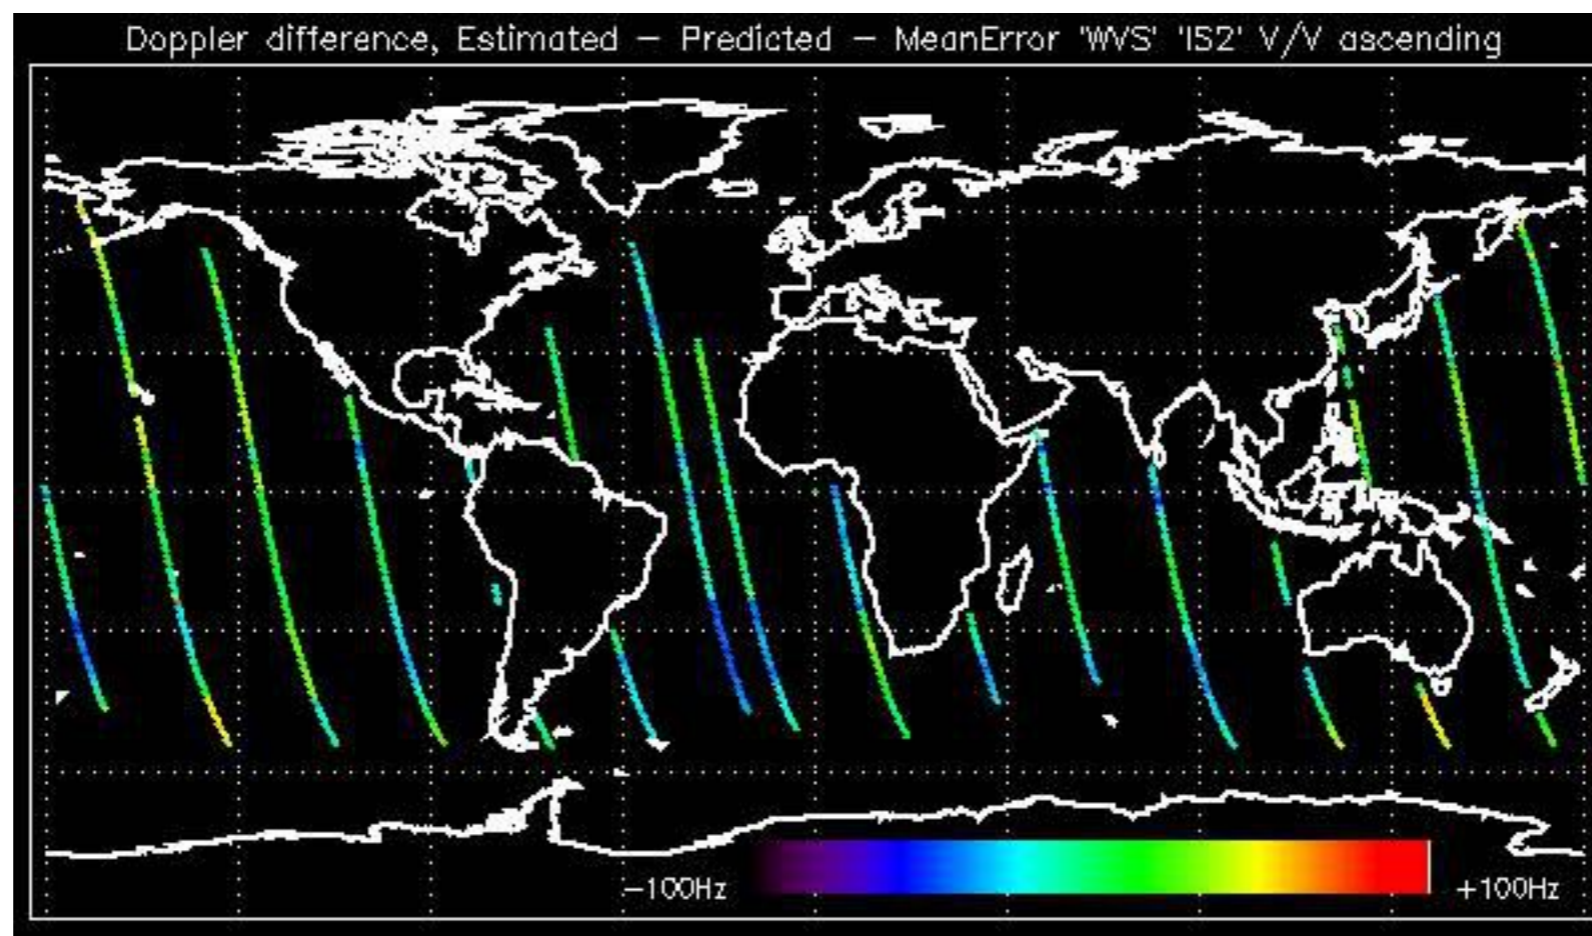 Doppler difference, Estimated – Predicted – MeanError 'WVS' 'IS2' V/V ascending
–100Hz +100Hz